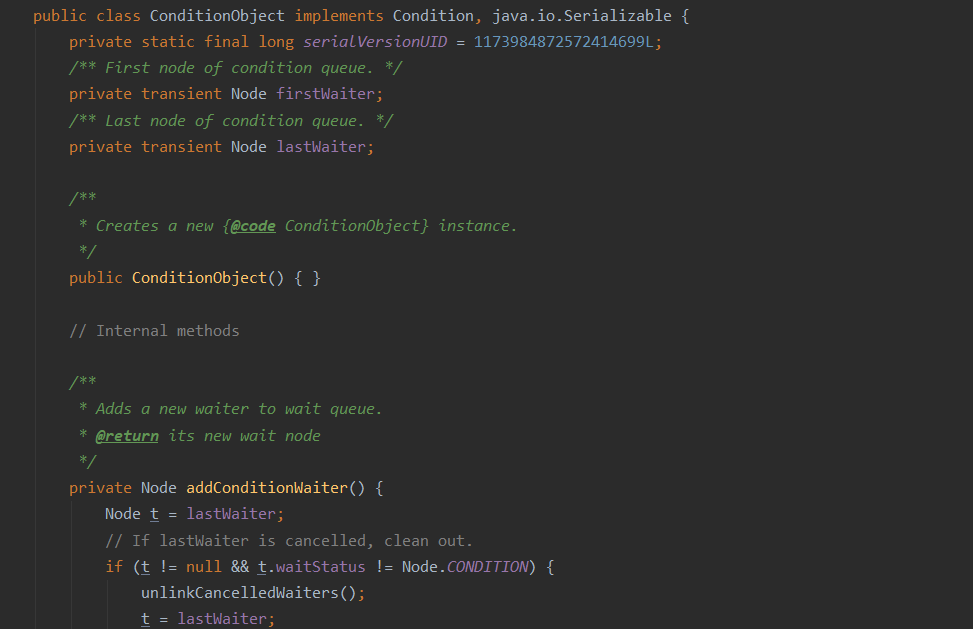 public class ConditionObject implements Condition, java.io.Serializable {
    private static final long serialVersionUID = 1173984872572414699L;
    /** First node of condition queue. */
    private transient Node firstWaiter;
    /** Last node of condition queue. */
    private transient Node lastWaiter;

    /**
     * Creates a new {@code ConditionObject} instance.
     */
    public ConditionObject() { }

    // Internal methods

    /**
     * Adds a new waiter to wait queue.
     * @return its new wait node
     */
    private Node addConditionWaiter() {
        Node t = lastWaiter;
        // If lastWaiter is cancelled, clean out.
        if (t != null && t.waitStatus != Node.CONDITION) {
            unlinkCancelledWaiters();
            t = lastWaiter;